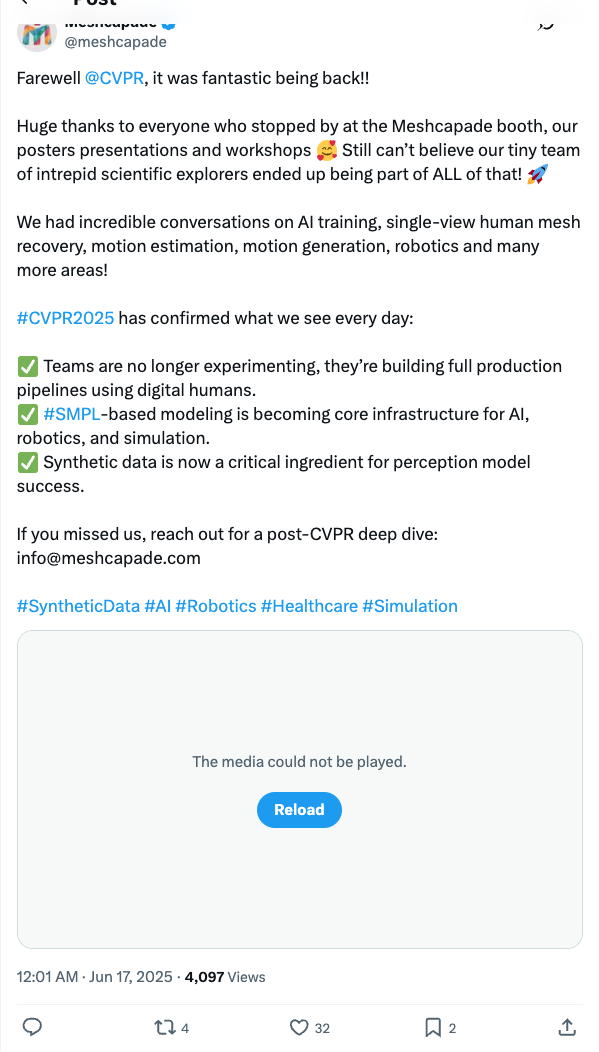 Post
Meshcapade
@meshcapade
Farewell @CVPR, it was fantastic being back!!
Huge thanks to everyone who stopped by at the Meshcapade booth, our
posters presentations and workshops 🥰 Still can’t believe our tiny team
of intrepid scientific explorers ended up being part of ALL of that! 🚀
We had incredible conversations on AI training, single-view human mesh
recovery, motion estimation, motion generation, robotics and many
more areas!
#CVPR2025 has confirmed what we see every day:
✅ Teams are no longer experimenting, they’re building full production
pipelines using digital humans.
✅ #SMPL-based modeling is becoming core infrastructure for AI,
robotics, and simulation.
✅ Synthetic data is now a critical ingredient for perception model
success.
If you missed us, reach out for a post-CVPR deep dive:
info@meshcapade.com
#SyntheticData #AI #Robotics #Healthcare #Simulation
The media could not be played.
Reload
12:01 AM · Jun 17, 2025 · 4,097 Views
4 32 2